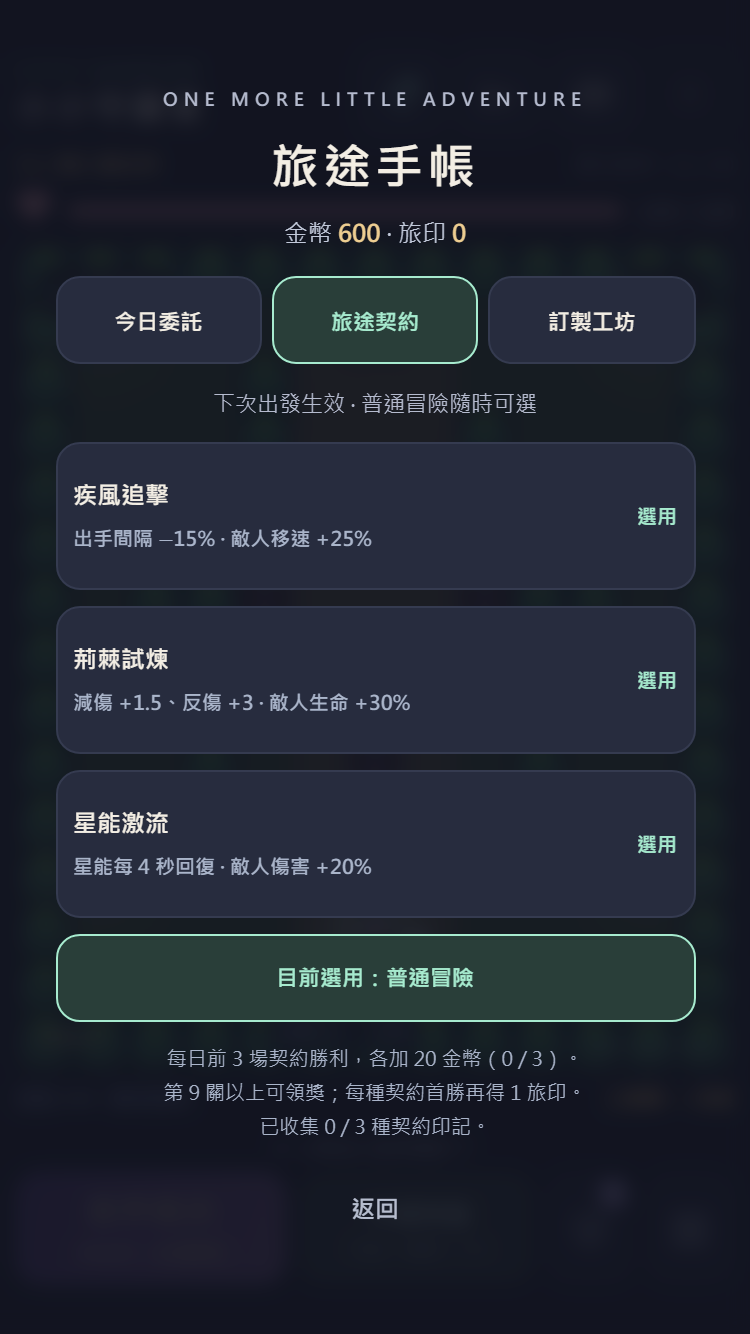 ONE MORE LITTLE ADVENTURE
旅途手帳
金幣 600 · 旅印 0
今日委託 旅途契約 訂製工坊
下次出發生效 · 普通冒險隨時可選
疾風追擊
出手間隔 −15% · 敵人移速 +25%
選用
荊棘試煉
減傷 +1.5、反傷 +3 · 敵人生命 +30%
選用
星能激流
星能每 4 秒回復 · 敵人傷害 +20%
選用
目前選用：普通冒險
每日前 3 場契約勝利，各加 20 金幣（0 / 3）。
第 9 關以上可領獎；每種契約首勝再得 1 旅印。
已收集 0 / 3 種契約印記。
返回